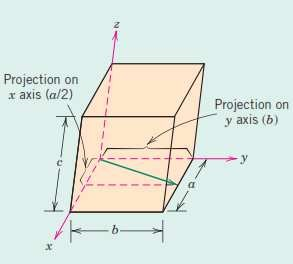 z
Projection on
x axis (a/2)
Projection on
y axis (b)
y
c
a
b
x